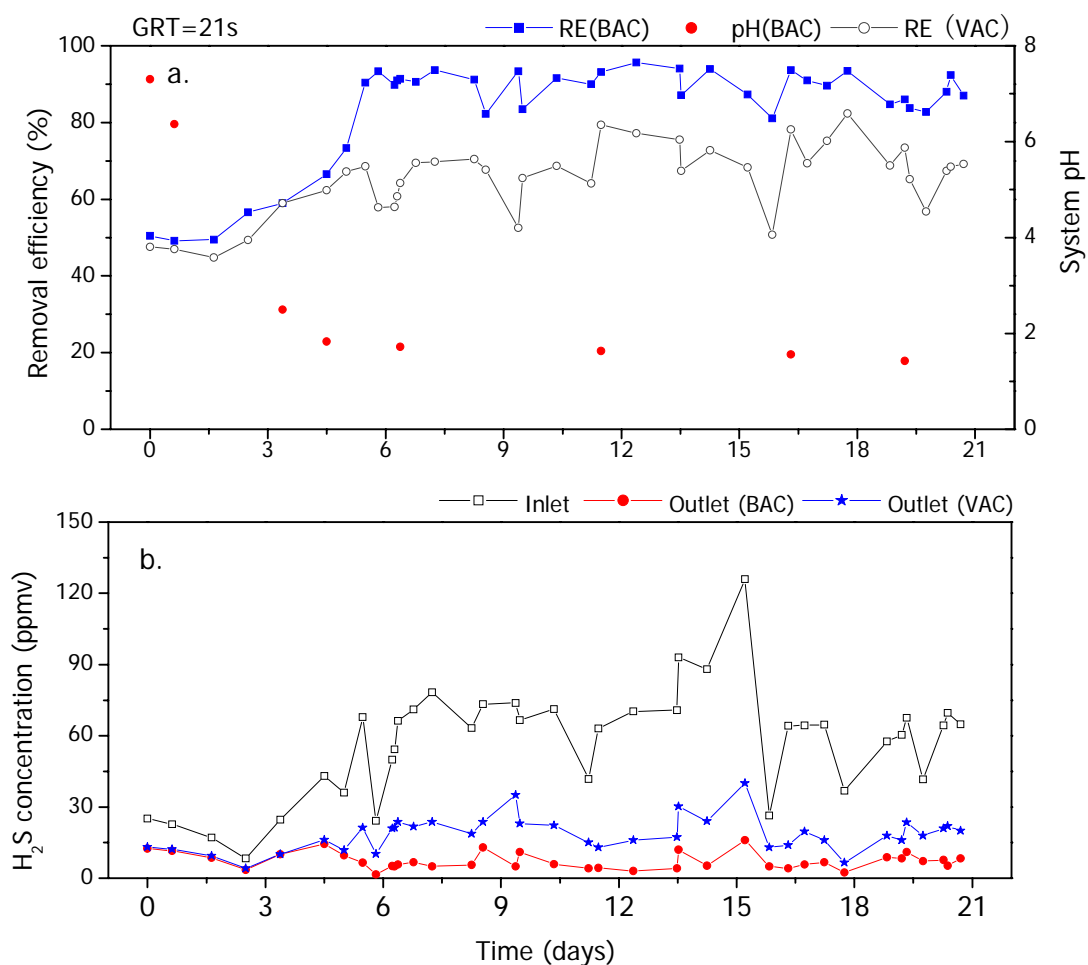 GRT=21s
RE(BAC) pH(BAC) RE (VAC)
a.
100
80
60
40
20
0
Removal efficiency (%)
8
6
4
2
0
System pH
0 3 6 9 12 15 18 21
Inlet Outlet (BAC) Outlet (VAC)
b.
150
120
90
60
30
0
H₂S concentration (ppmv)
0 3 6 9 12 15 18 21
Time (days)